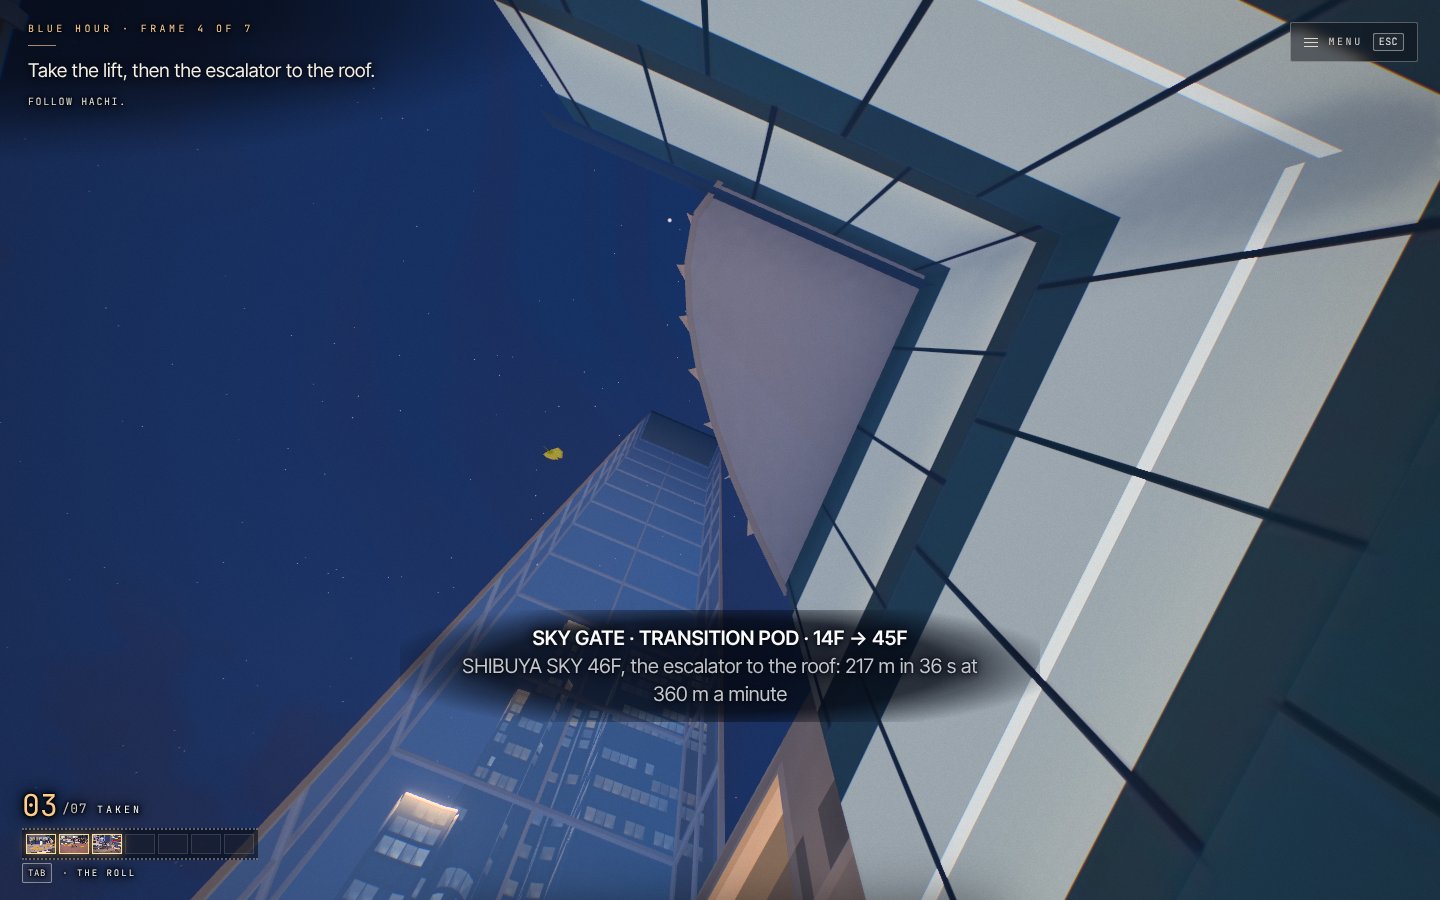 BLUE HOUR · FRAME 4 OF 7
Take the lift, then the escalator to the roof.
FOLLOW HACHI.
MENU ESC
SKY GATE · TRANSITION POD · 14F → 45F
SHIBUYA SKY 46F, the escalator to the roof: 217 m in 36 s at
360 m a minute
03 /07 TAKEN
TAB · THE ROLL